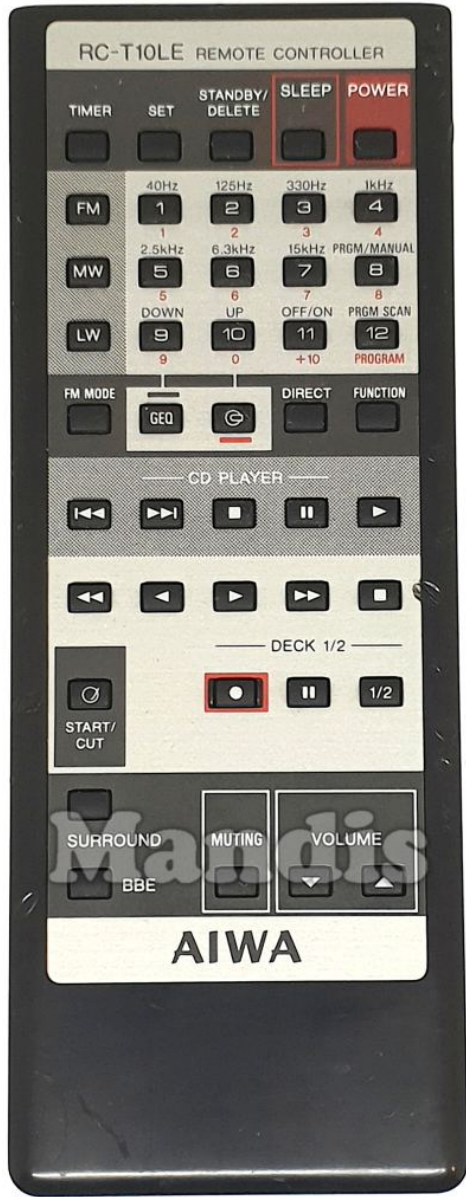 RC-T10LE REMOTE CONTROLLER
TIMER SET STANDBY/DELETE SLEEP POWER
40Hz 125Hz 330Hz 1kHz
FM 1 2 3 4
1 2 3 4
2.5kHz 6.3kHz 15kHz PRGM/MANUAL
MW 5 6 7 8
5 6 7 8
DOWN UP OFF/ON PRGM SCAN
LW 9 10 11 12
9 0 +10 PROGRAM
FM MODE DIRECT FUNCTION
GEQ
CD PLAYER
DECK 1/2
1/2
START/
CUT
SURROUND MUTING VOLUME
Mandis
BBE
AIWA